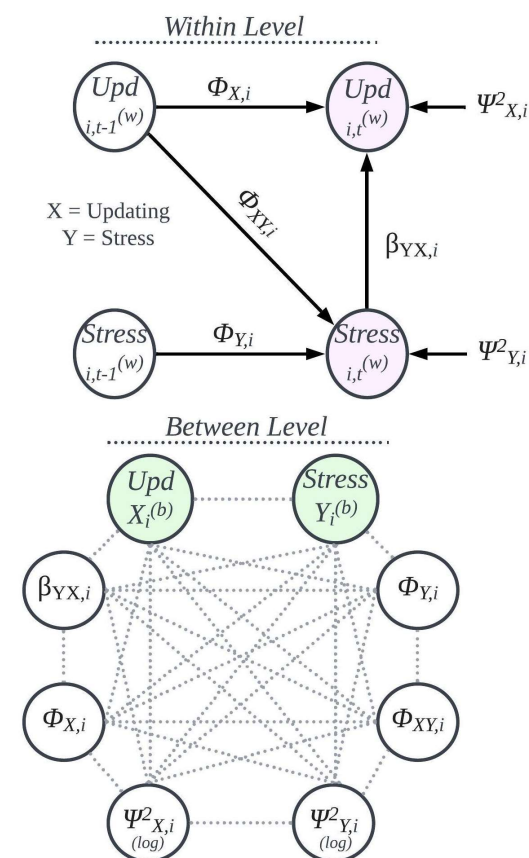 Within Level
Upd
i,t-1(w)
ΦX,i
Upd
i,t(w)
Ψ²X,i
X = Updating
Y = Stress
ΦXY,i
βYX,i
Stress
i,t-1(w)
ΦY,i
Stress
i,t(w)
Ψ²Y,i
Between Level
Upd
Xi(b)
Stress
Yi(b)
βYX,i
ΦY,i
ΦX,i
ΦXY,i
Ψ²X,i
(log)
Ψ²Y,i
(log)